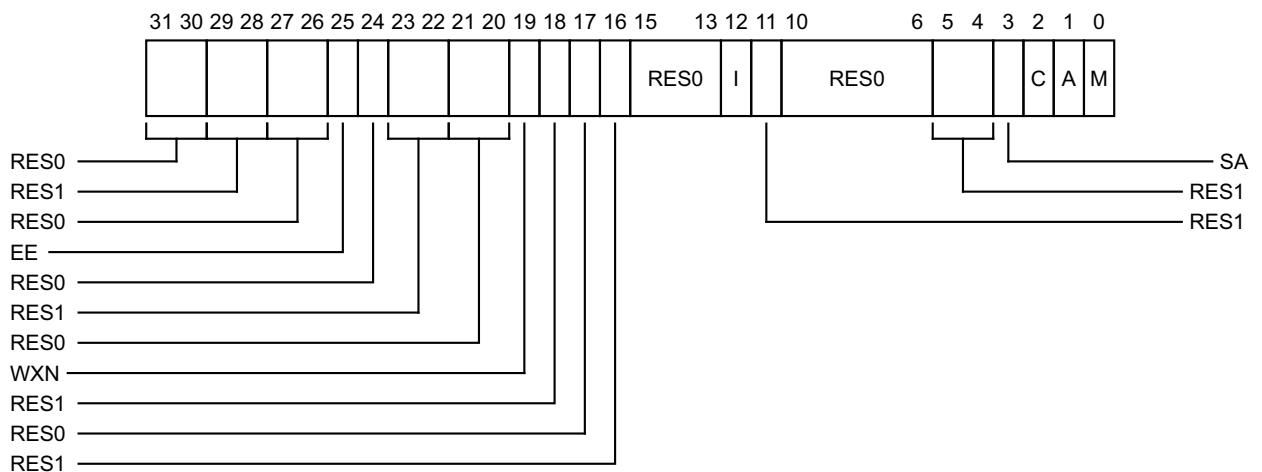 31 30 29 28 27 26 25 24 23 22 21 20 19 18 17 16 15 13 12 11 10 6 5 4 3 2 1 0
RES0 I RES0 C A M
RES0 SA
RES1 RES1
RES0 RES1
EE
RES0
RES1
RES0
WXN
RES1
RES0
RES1